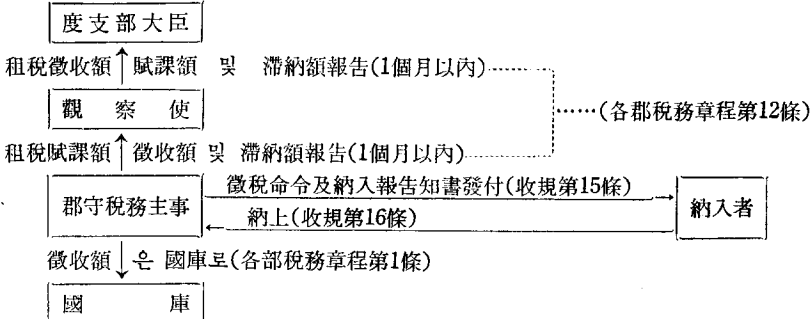 度支部大臣
租稅徵收額 賦課額 및 滯納額報告(1個月以內)
觀察使
……(各郡稅務章程第12條)
租稅賦課額 徵收額 및 滯納額報告(1個月以內)
徵稅命令及納入報告知書發付(收規第15條)
郡守稅務主事
納入者
納上(收規第16條)
徵收額 은 國庫로(各部稅務章程第1條)
國庫